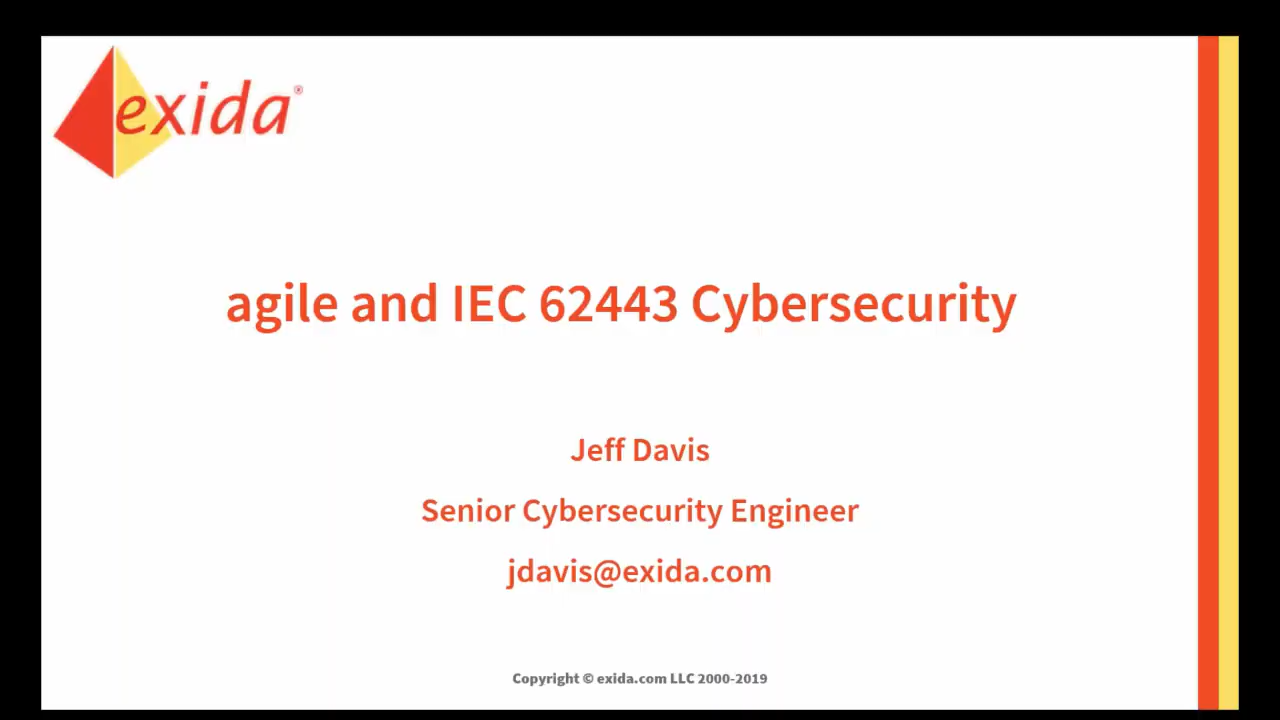 exida®
agile and IEC 62443 Cybersecurity
Jeff Davis
Senior Cybersecurity Engineer
jdavis@exida.com
Copyright © exida.com LLC 2000-2019